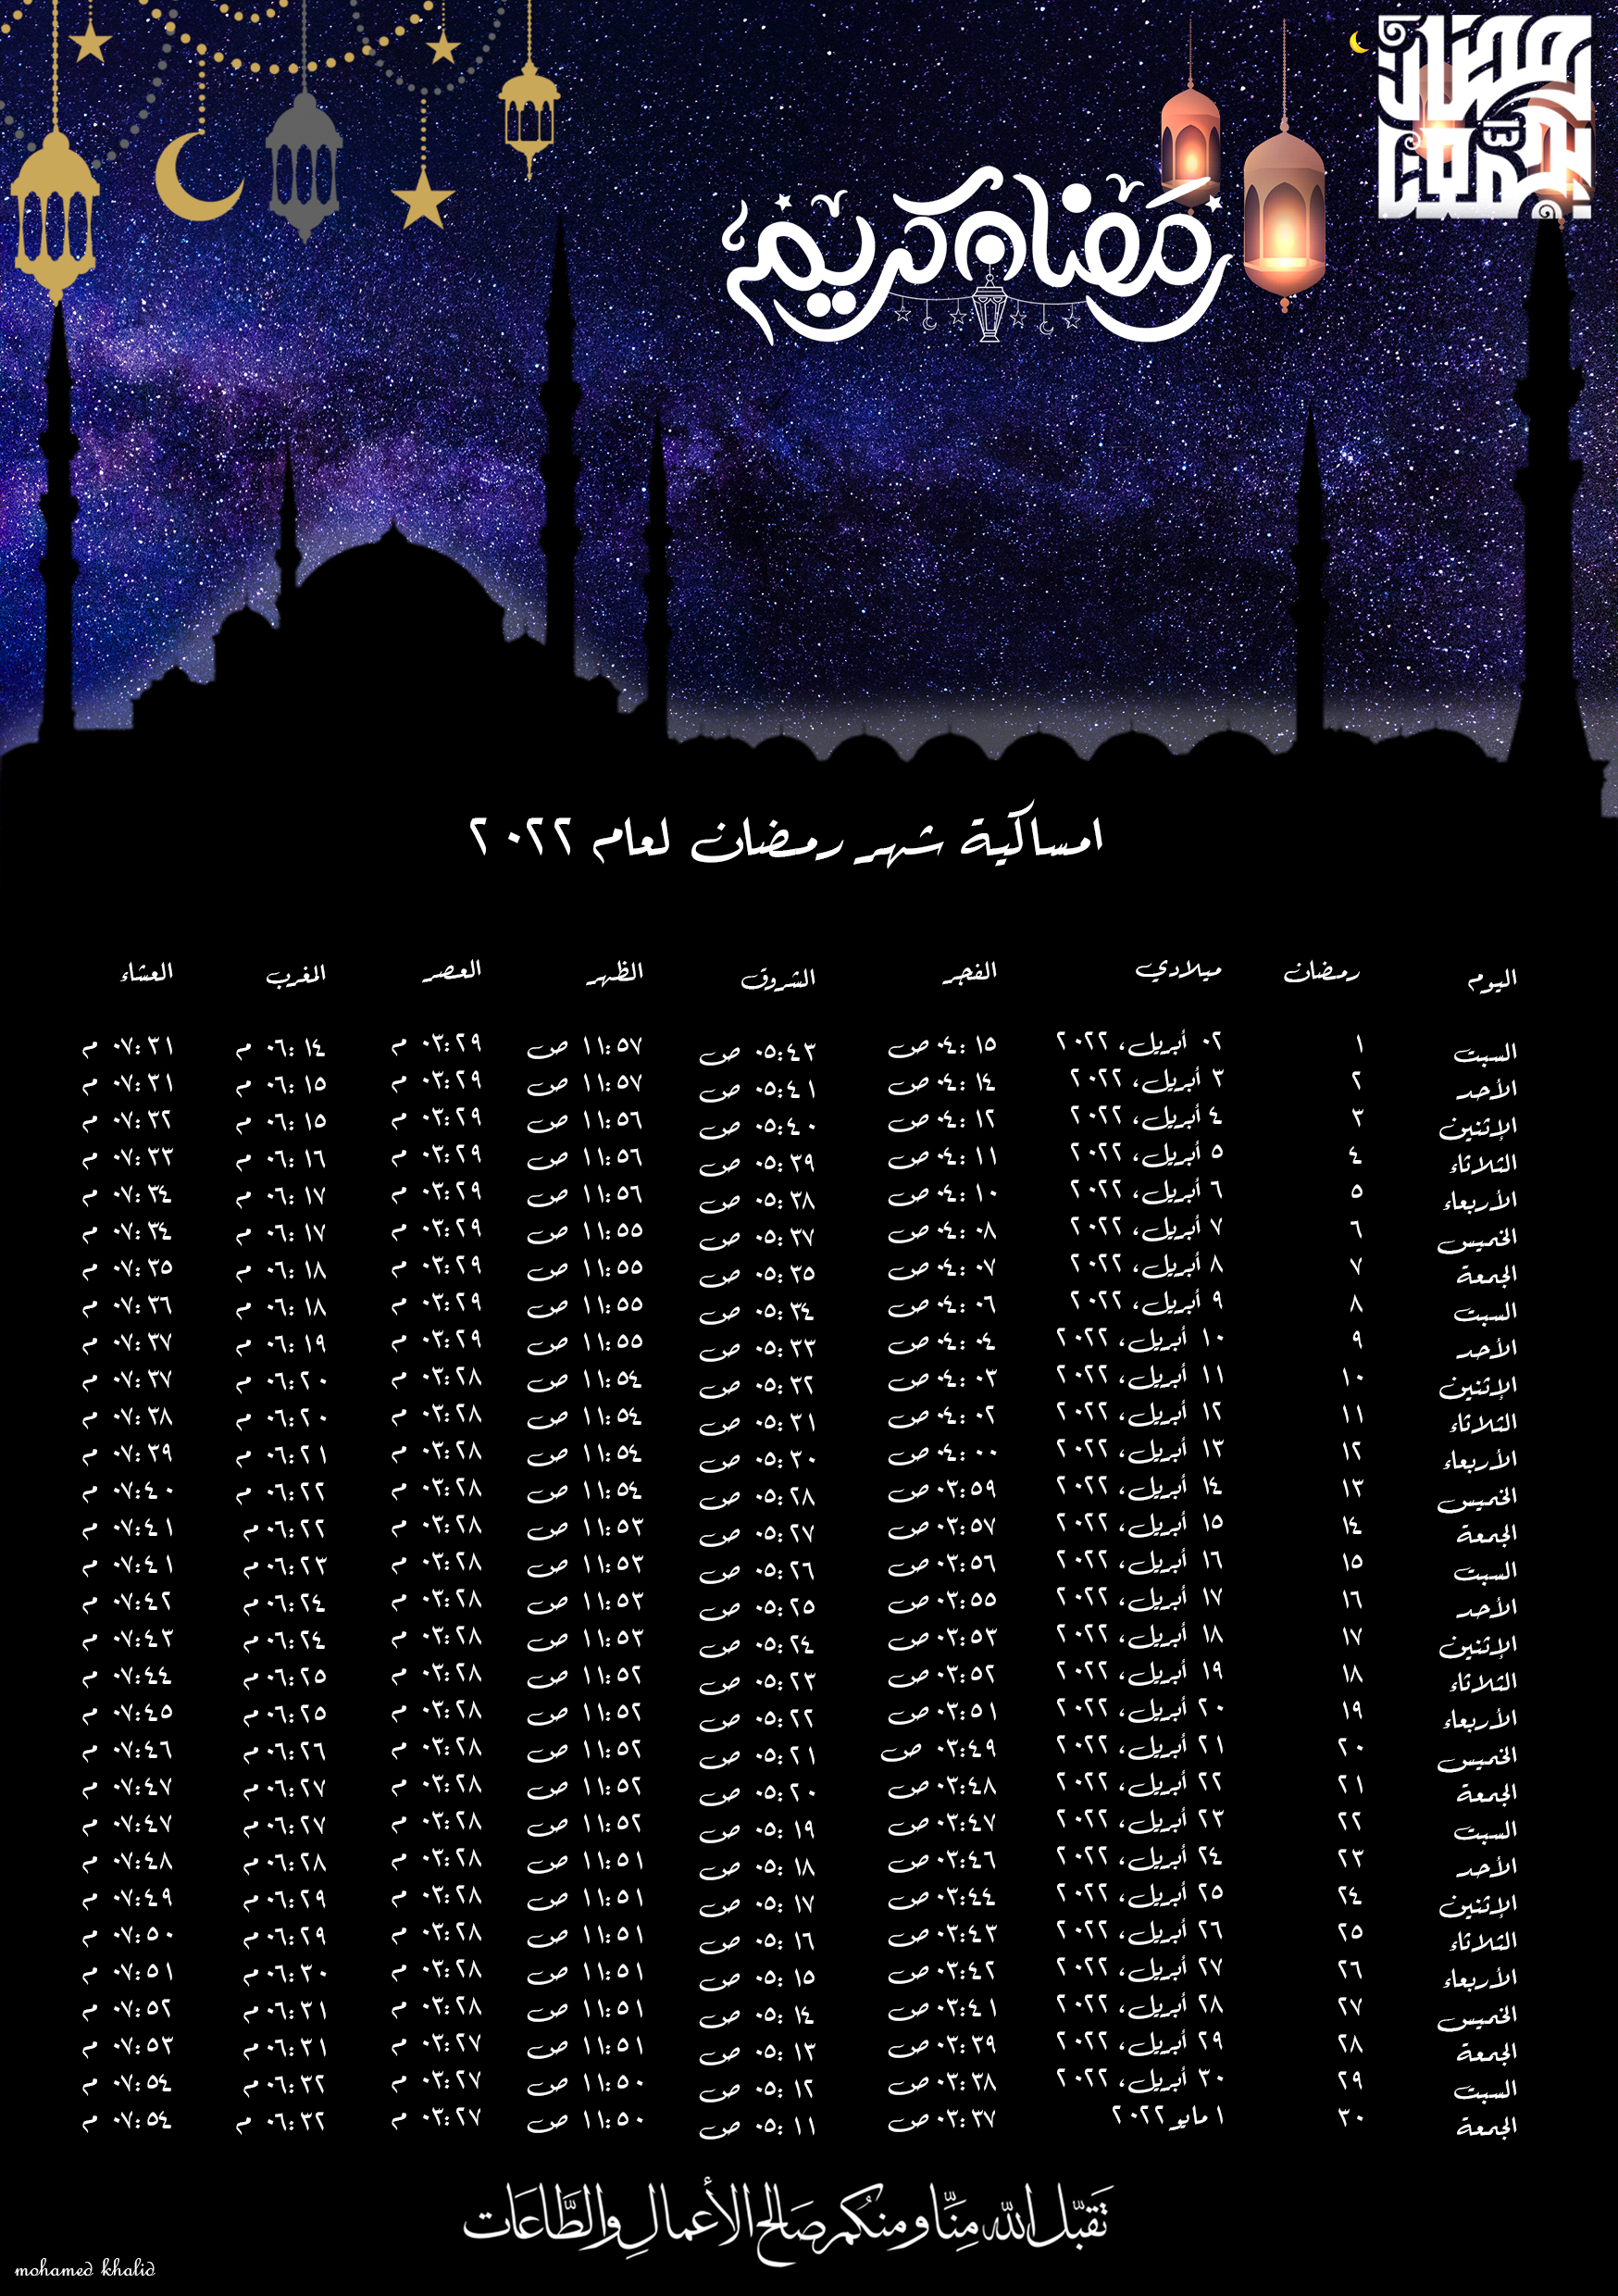 رمضان
يجمعنا
رمضان كريم
امساكية شهر رمضان لعام ٢٠٢٢
اليوم رمضان ميلادي الفجر الشروق الظهر العصر المغرب العشاء
السبت ١ ٠٢ أبريل، ٢٠٢٢ ٠٤:١٥ ص ٠٥:٤٣ ص ١١:٥٧ ص ٠٣:٢٩ م ٠٦:١٤ م ٠٧:٣١ م
الأحد ٢ ٣ أبريل، ٢٠٢٢ ٠٤:١٤ ص ٠٥:٤١ ص ١١:٥٧ ص ٠٣:٢٩ م ٠٦:١٥ م ٠٧:٣١ م
الإثنين ٣ ٤ أبريل، ٢٠٢٢ ٠٤:١٢ ص ٠٥:٤٠ ص ١١:٥٦ ص ٠٣:٢٩ م ٠٦:١٥ م ٠٧:٣٢ م
الثلاثاء ٤ ٥ أبريل، ٢٠٢٢ ٠٤:١١ ص ٠٥:٣٩ ص ١١:٥٦ ص ٠٣:٢٩ م ٠٦:١٦ م ٠٧:٣٣ م
الأربعاء ٥ ٦ أبريل، ٢٠٢٢ ٠٤:١٠ ص ٠٥:٣٨ ص ١١:٥٦ ص ٠٣:٢٩ م ٠٦:١٧ م ٠٧:٣٤ م
الخميس ٦ ٧ أبريل، ٢٠٢٢ ٠٤:٠٨ ص ٠٥:٣٧ ص ١١:٥٥ ص ٠٣:٢٩ م ٠٦:١٧ م ٠٧:٣٤ م
الجمعة ٧ ٨ أبريل، ٢٠٢٢ ٠٤:٠٧ ص ٠٥:٣٥ ص ١١:٥٥ ص ٠٣:٢٩ م ٠٦:١٨ م ٠٧:٣٥ م
السبت ٨ ٩ أبريل، ٢٠٢٢ ٠٤:٠٦ ص ٠٥:٣٤ ص ١١:٥٥ ص ٠٣:٢٩ م ٠٦:١٨ م ٠٧:٣٦ م
الأحد ٩ ١٠ أبريل، ٢٠٢٢ ٠٤:٠٤ ص ٠٥:٣٣ ص ١١:٥٥ ص ٠٣:٢٩ م ٠٦:١٩ م ٠٧:٣٧ م
الإثنين ١٠ ١١ أبريل، ٢٠٢٢ ٠٤:٠٣ ص ٠٥:٣٢ ص ١١:٥٤ ص ٠٣:٢٨ م ٠٦:٢٠ م ٠٧:٣٧ م
الثلاثاء ١١ ١٢ أبريل، ٢٠٢٢ ٠٤:٠٢ ص ٠٥:٣١ ص ١١:٥٤ ص ٠٣:٢٨ م ٠٦:٢٠ م ٠٧:٣٨ م
الأربعاء ١٢ ١٣ أبريل، ٢٠٢٢ ٠٤:٠٠ ص ٠٥:٣٠ ص ١١:٥٤ ص ٠٣:٢٨ م ٠٦:٢١ م ٠٧:٣٩ م
الخميس ١٣ ١٤ أبريل، ٢٠٢٢ ٠٣:٥٩ ص ٠٥:٢٨ ص ١١:٥٤ ص ٠٣:٢٨ م ٠٦:٢٢ م ٠٧:٤٠ م
الجمعة ١٤ ١٥ أبريل، ٢٠٢٢ ٠٣:٥٧ ص ٠٥:٢٧ ص ١١:٥٣ ص ٠٣:٢٨ م ٠٦:٢٢ م ٠٧:٤١ م
السبت ١٥ ١٦ أبريل، ٢٠٢٢ ٠٣:٥٦ ص ٠٥:٢٦ ص ١١:٥٣ ص ٠٣:٢٨ م ٠٦:٢٣ م ٠٧:٤١ م
الأحد ١٦ ١٧ أبريل، ٢٠٢٢ ٠٣:٥٥ ص ٠٥:٢٥ ص ١١:٥٣ ص ٠٣:٢٨ م ٠٦:٢٤ م ٠٧:٤٢ م
الإثنين ١٧ ١٨ أبريل، ٢٠٢٢ ٠٣:٥٣ ص ٠٥:٢٤ ص ١١:٥٣ ص ٠٣:٢٨ م ٠٦:٢٤ م ٠٧:٤٣ م
الثلاثاء ١٨ ١٩ أبريل، ٢٠٢٢ ٠٣:٥٢ ص ٠٥:٢٣ ص ١١:٥٢ ص ٠٣:٢٨ م ٠٦:٢٥ م ٠٧:٤٤ م
الأربعاء ١٩ ٢٠ أبريل، ٢٠٢٢ ٠٣:٥١ ص ٠٥:٢٢ ص ١١:٥٢ ص ٠٣:٢٨ م ٠٦:٢٥ م ٠٧:٤٥ م
الخميس ٢٠ ٢١ أبريل، ٢٠٢٢ ٠٣:٤٩ ص ٠٥:٢١ ص ١١:٥٢ ص ٠٣:٢٨ م ٠٦:٢٦ م ٠٧:٤٦ م
الجمعة ٢١ ٢٢ أبريل، ٢٠٢٢ ٠٣:٤٨ ص ٠٥:٢٠ ص ١١:٥٢ ص ٠٣:٢٨ م ٠٦:٢٧ م ٠٧:٤٧ م
السبت ٢٢ ٢٣ أبريل، ٢٠٢٢ ٠٣:٤٧ ص ٠٥:١٩ ص ١١:٥٢ ص ٠٣:٢٨ م ٠٦:٢٧ م ٠٧:٤٧ م
الأحد ٢٣ ٢٤ أبريل، ٢٠٢٢ ٠٣:٤٦ ص ٠٥:١٨ ص ١١:٥١ ص ٠٣:٢٨ م ٠٦:٢٨ م ٠٧:٤٨ م
الإثنين ٢٤ ٢٥ أبريل، ٢٠٢٢ ٠٣:٤٤ ص ٠٥:١٧ ص ١١:٥١ ص ٠٣:٢٨ م ٠٦:٢٩ م ٠٧:٤٩ م
الثلاثاء ٢٥ ٢٦ أبريل، ٢٠٢٢ ٠٣:٤٣ ص ٠٥:١٦ ص ١١:٥١ ص ٠٣:٢٨ م ٠٦:٢٩ م ٠٧:٥٠ م
الأربعاء ٢٦ ٢٧ أبريل، ٢٠٢٢ ٠٣:٤٢ ص ٠٥:١٥ ص ١١:٥١ ص ٠٣:٢٨ م ٠٦:٣٠ م ٠٧:٥١ م
الخميس ٢٧ ٢٨ أبريل، ٢٠٢٢ ٠٣:٤١ ص ٠٥:١٤ ص ١١:٥١ ص ٠٣:٢٨ م ٠٦:٣١ م ٠٧:٥٢ م
الجمعة ٢٨ ٢٩ أبريل، ٢٠٢٢ ٠٣:٣٩ ص ٠٥:١٣ ص ١١:٥١ ص ٠٣:٢٧ م ٠٦:٣١ م ٠٧:٥٣ م
السبت ٢٩ ٣٠ أبريل، ٢٠٢٢ ٠٣:٣٨ ص ٠٥:١٢ ص ١١:٥٠ ص ٠٣:٢٧ م ٠٦:٣٢ م ٠٧:٥٤ م
الجمعة ٣٠ ١ مايو ٢٠٢٢ ٠٣:٣٧ ص ٠٥:١١ ص ١١:٥٠ ص ٠٣:٢٧ م ٠٦:٣٢ م ٠٧:٥٤ م
تَقبّل الله مِنّا ومنكُم صَالح الأعمالِ والطَّاعَات
mohamed khalid